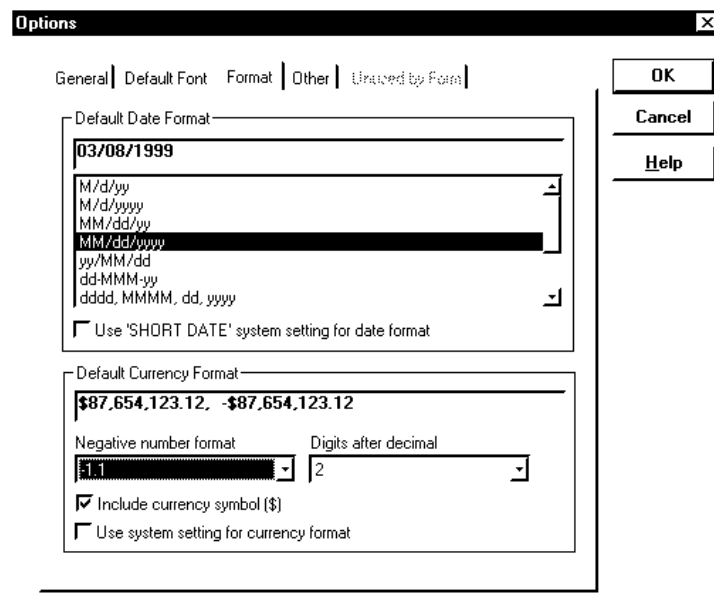 Options
General Default Font Format Other Unused by Form
OK
Cancel
Help
Default Date Format
03/08/1999
M/d/yy
M/d/yyyy
MM/dd/yy
MM/dd/yyyy
yy/MM/dd
dd-MMM-yy
dddd, MMMM, dd, yyyy
Use 'SHORT DATE' system setting for date format
Default Currency Format
$87,654,123.12, -$87,654,123.12
Negative number format Digits after decimal
-1.1 2
Include currency symbol ($)
Use system setting for currency format